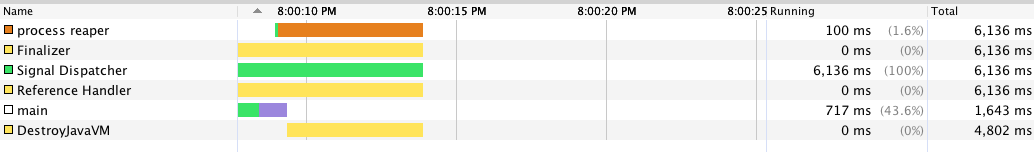 Name 8:00:10 PM 8:00:15 PM 8:00:20 PM 8:00:25 Running Total
process reaper 100 ms (1.6%) 6,136 ms
Finalizer 0 ms (0%) 6,136 ms
Signal Dispatcher 6,136 ms (100%) 6,136 ms
Reference Handler 0 ms (0%) 6,136 ms
main 717 ms (43.6%) 1,643 ms
DestroyJavaVM 0 ms (0%) 4,802 ms